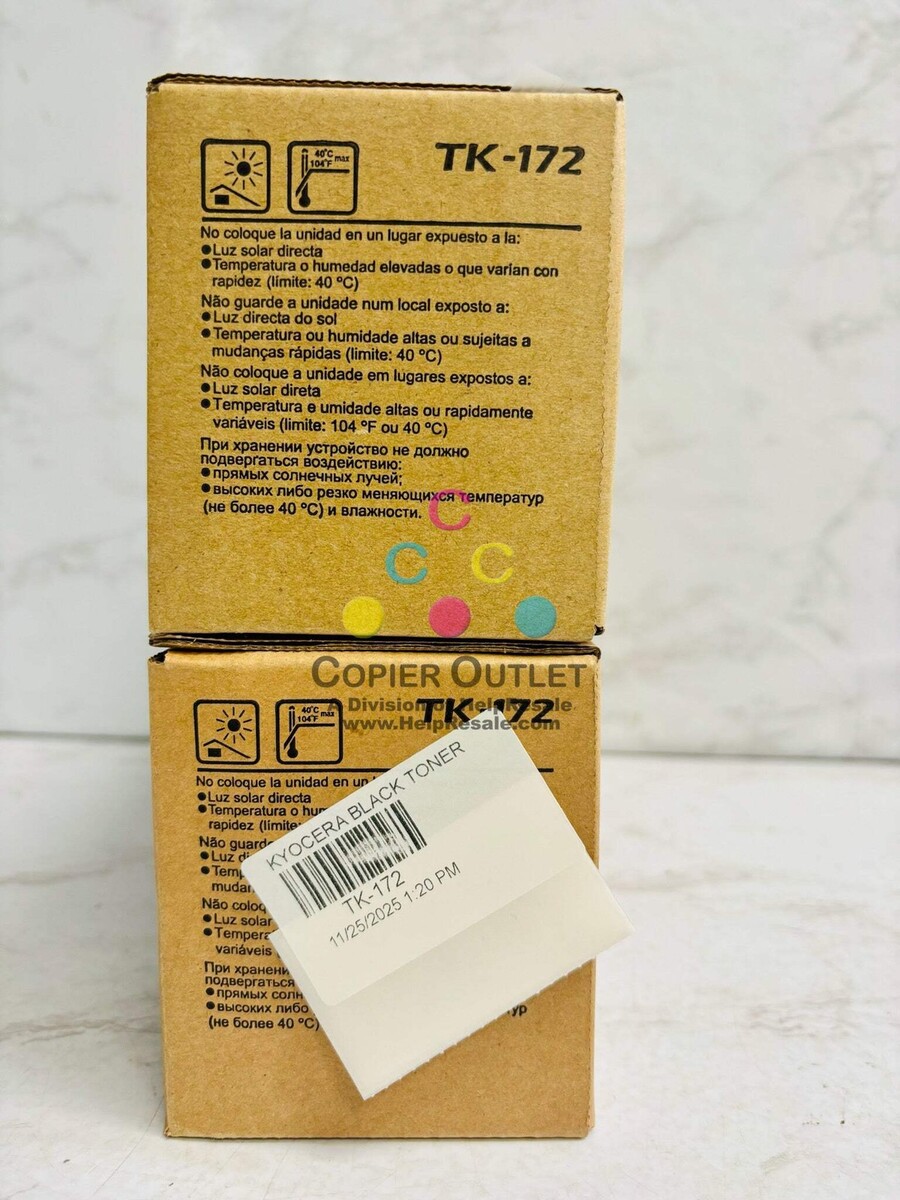 40°C max
104°F
TK-172
No coloque la unidad en un lugar expuesto a la:
●Luz solar directa
●Temperatura o humedad elevadas o que varían con
rapidez (límite: 40 °C)
Não guarde a unidade num local exposto a:
●Luz directa do sol
●Temperatura ou humidade altas ou sujeitas a
mudanças rápidas (limite: 40 °C)
Não coloque a unidade em lugares expostos a:
●Luz solar direta
●Temperatura e umidade altas ou rapidamente
variáveis (limite: 104 °F ou 40 °C)
При хранении устройство не должно
подвергаться воздействию:
●прямых солнечных лучей;
●высоких либо резко меняющихся температур
(не более 40 °C) и влажности.
C
C C
COPIER OUTLET
A Division of HelpResale
www.HelpResale.com
40°C max
104°F
TK-172
No coloque la unidad en un
●Luz solar directa
●Temperatura o hum
rapidez (límite:
Não guard
●Luz di
●Temp
mudan
Não coloq
●Luz solar
●Tempera
variáveis
При хранени
подвергаться
●прямых солн
●высоких либо
ур
(не более 40 °C)
KYOCERA BLACK TONER
TK-172
11/25/2025 1:20 PM